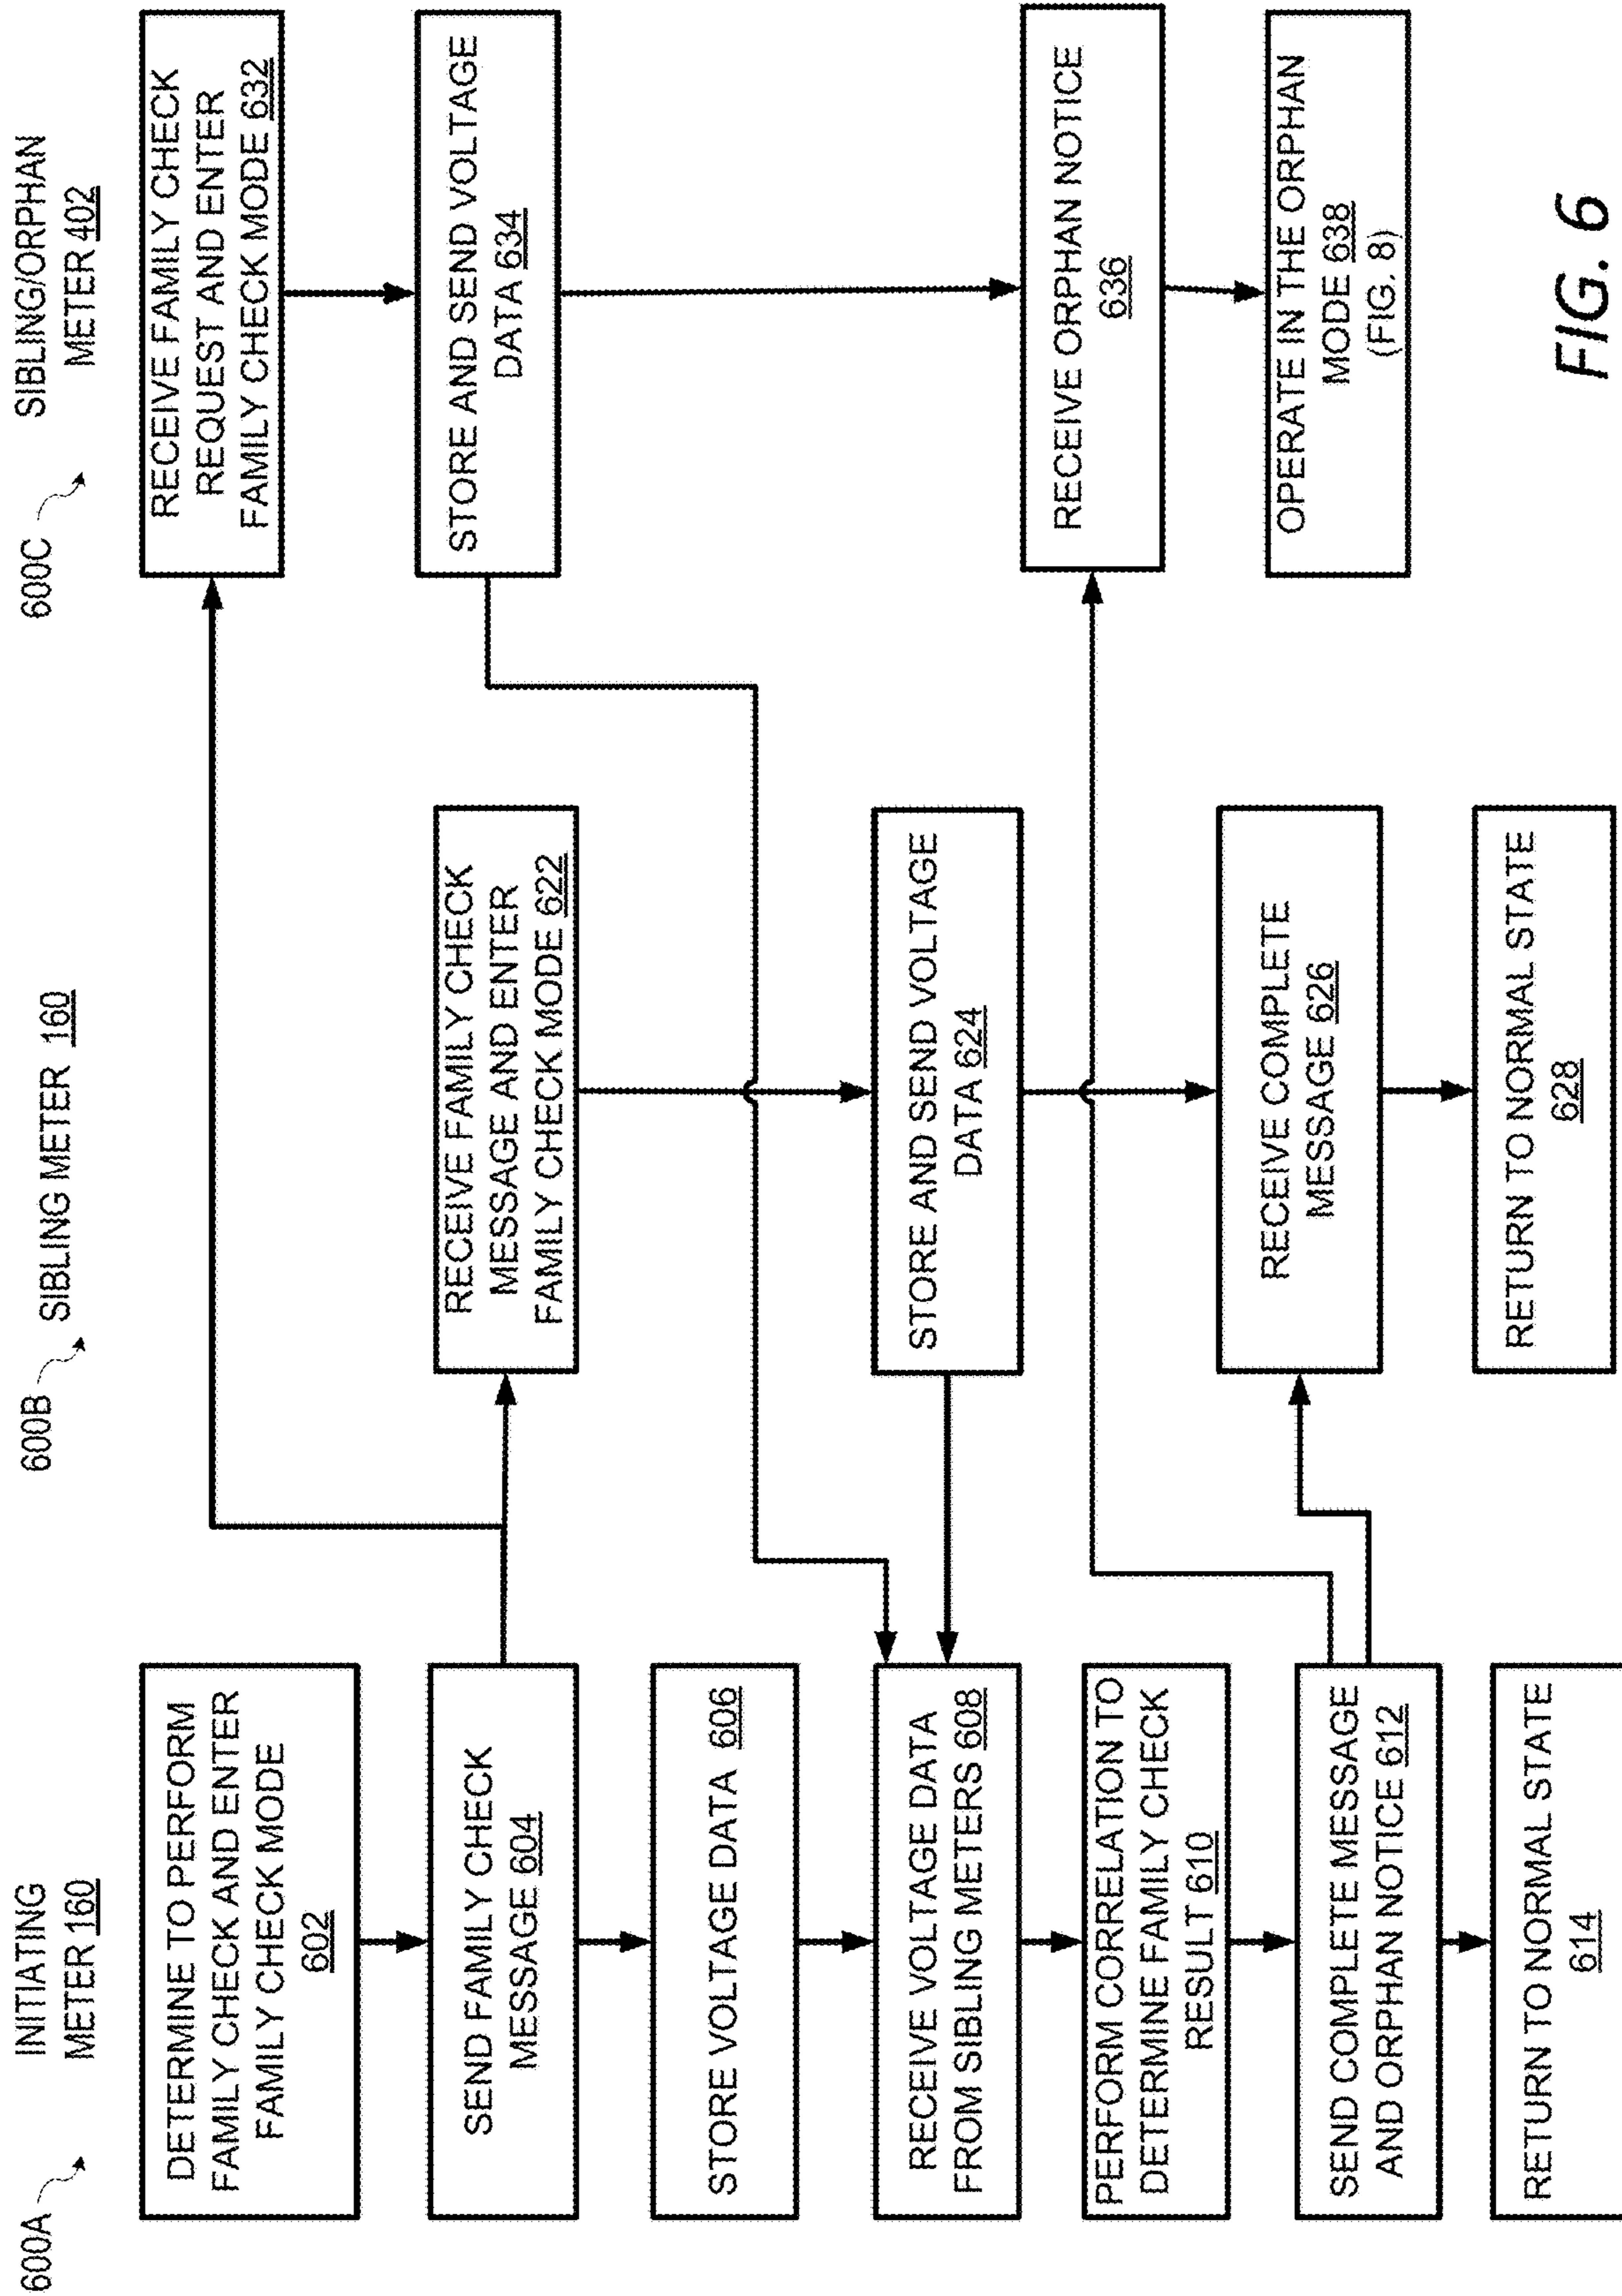 600A
INITIATING
METER 160
DETERMINE TO PERFORM
FAMILY CHECK AND ENTER
FAMILY CHECK MODE
602
SEND FAMILY CHECK
MESSAGE 604
STORE VOLTAGE DATA 606
RECEIVE VOLTAGE DATA
FROM SIBLING METERS 608
PERFORM CORRELATION TO
DETERMINE FAMILY CHECK
RESULT 610
SEND COMPLETE MESSAGE
AND ORPHAN NOTICE 612
RETURN TO NORMAL STATE
614
600B
SIBLING METER 160
RECEIVE FAMILY CHECK
MESSAGE AND ENTER
FAMILY CHECK MODE 622
STORE AND SEND VOLTAGE
DATA 624
RECEIVE COMPLETE
MESSAGE 626
RETURN TO NORMAL STATE
628
600C
SIBLING/ORPHAN
METER 402
RECEIVE FAMILY CHECK
REQUEST AND ENTER
FAMILY CHECK MODE 632
STORE AND SEND VOLTAGE
DATA 634
RECEIVE ORPHAN NOTICE
636
OPERATE IN THE ORPHAN
MODE 638
(FIG. 8)
FIG. 6